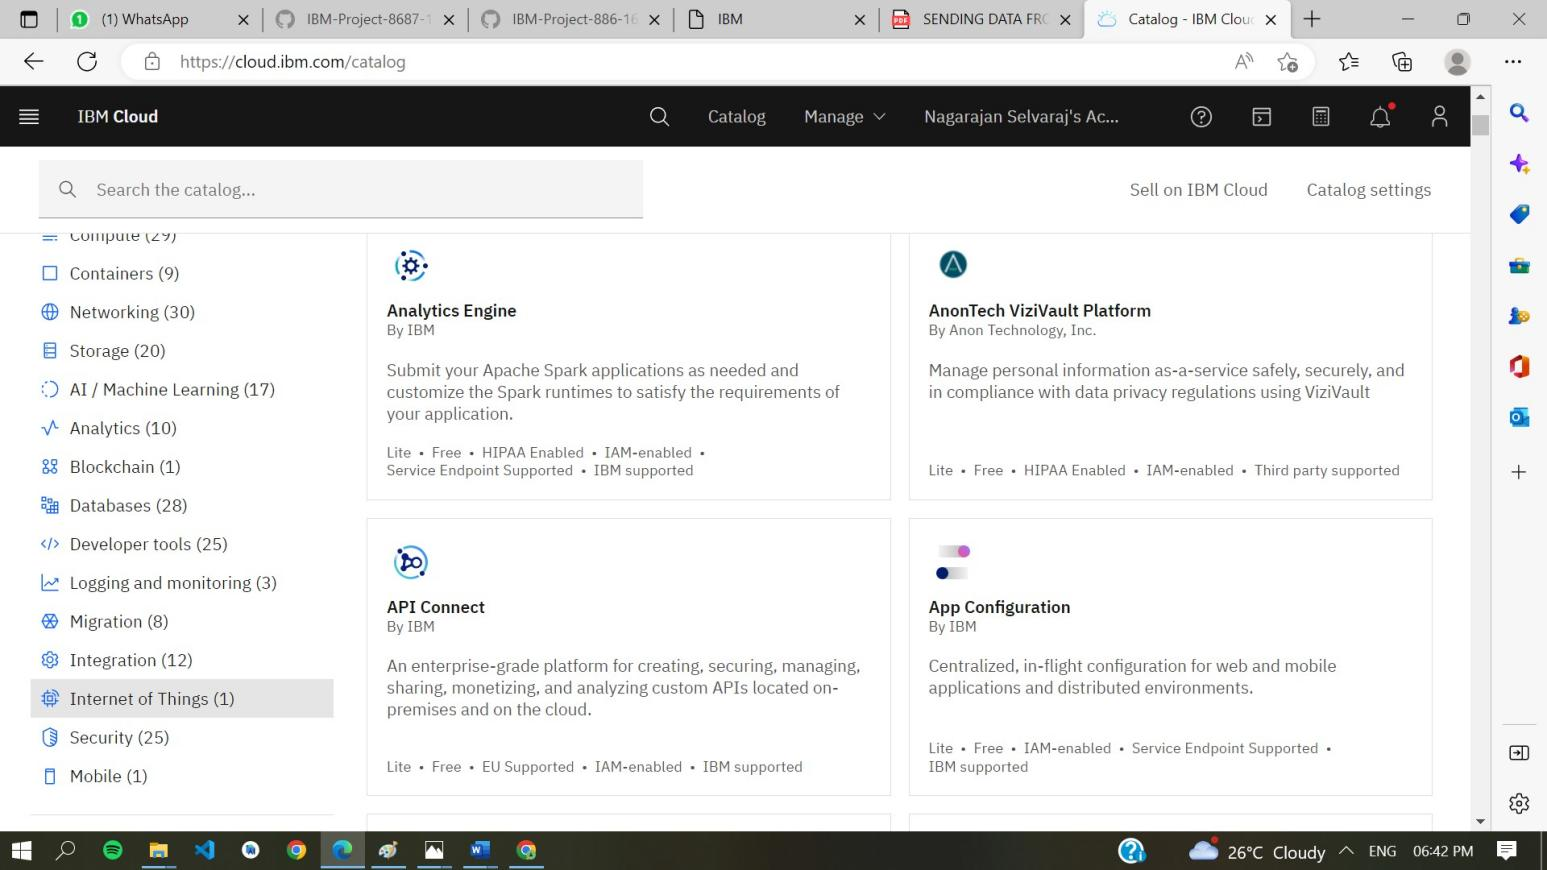 (1) WhatsApp
IBM-Project-8687-1
IBM-Project-886-16
IBM
PDF
SENDING DATA FRO
Catalog - IBM Clou
https://cloud.ibm.com/catalog
IBM Cloud
Catalog
Manage
Nagarajan Selvaraj's Ac...
Search the catalog...
Sell on IBM Cloud
Catalog settings
Compute (29)
Containers (9)
Networking (30)
Storage (20)
AI / Machine Learning (17)
Analytics (10)
Blockchain (1)
Databases (28)
Developer tools (25)
Logging and monitoring (3)
Migration (8)
Integration (12)
Internet of Things (1)
Security (25)
Mobile (1)
Analytics Engine
By IBM
Submit your Apache Spark applications as needed and
customize the Spark runtimes to satisfy the requirements of
your application.
Lite • Free • HIPAA Enabled • IAM-enabled •
Service Endpoint Supported • IBM supported
AnonTech ViziVault Platform
By Anon Technology, Inc.
Manage personal information as-a-service safely, securely, and
in compliance with data privacy regulations using ViziVault
Lite • Free • HIPAA Enabled • IAM-enabled • Third party supported
API Connect
By IBM
An enterprise-grade platform for creating, securing, managing,
sharing, monetizing, and analyzing custom APIs located on-
premises and on the cloud.
Lite • Free • EU Supported • IAM-enabled • IBM supported
App Configuration
By IBM
Centralized, in-flight configuration for web and mobile
applications and distributed environments.
Lite • Free • IAM-enabled • Service Endpoint Supported •
IBM supported
26°C Cloudy
ENG
06:42 PM